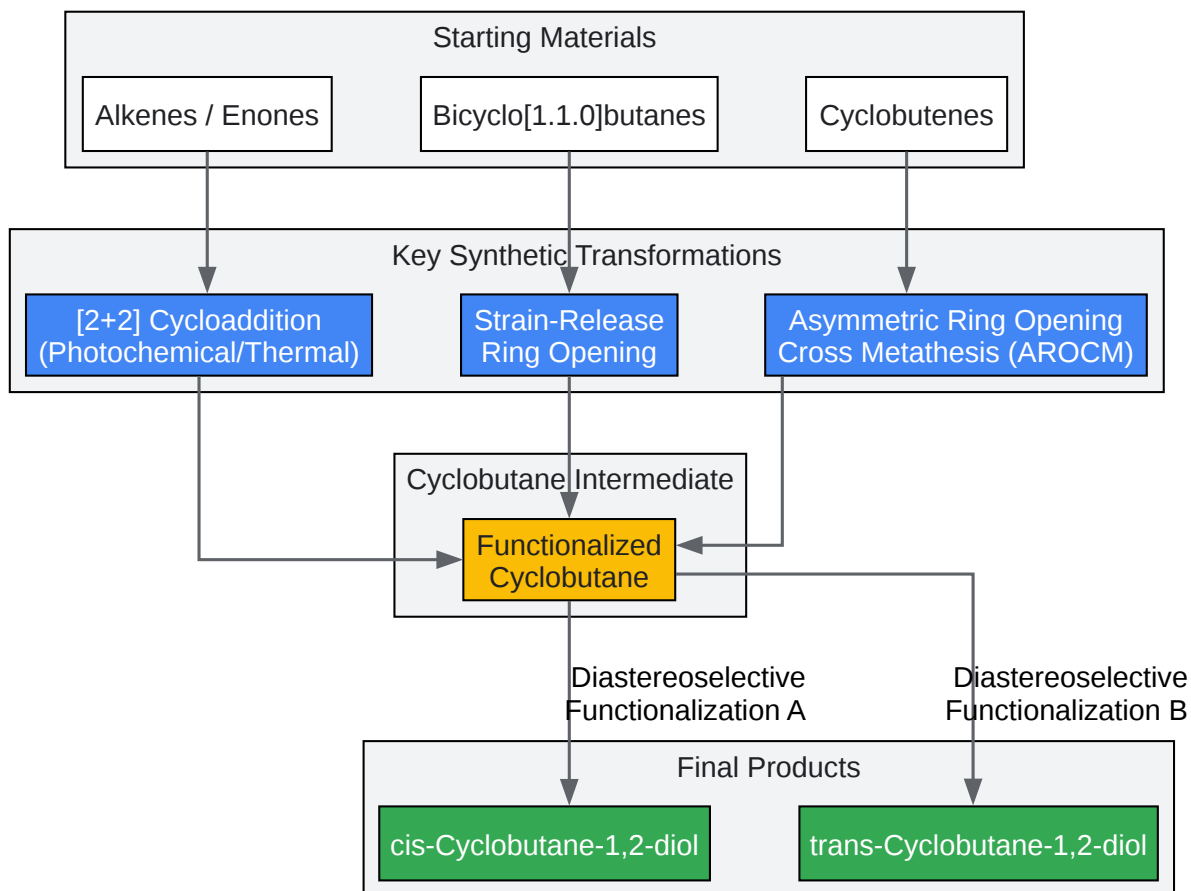 Starting Materials
Alkenes / Enones
Bicyclo[1.1.0]butanes
Cyclobutenes
Key Synthetic Transformations
[2+2] Cycloaddition
(Photochemical/Thermal)
Strain-Release
Ring Opening
Asymmetric Ring Opening
Cross Metathesis (AROCM)
Cyclobutane Intermediate
Functionalized
Cyclobutane
Diastereoselective
Functionalization A
Diastereoselective
Functionalization B
Final Products
cis-Cyclobutane-1,2-diol
trans-Cyclobutane-1,2-diol